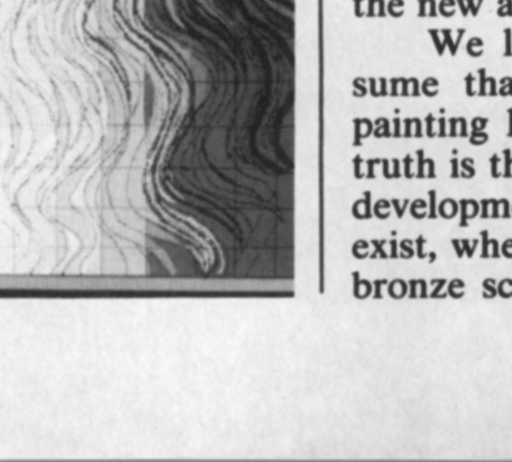 the new a
We l
sume tha
painting l
truth is th
developm
exist, whe
bronze sc